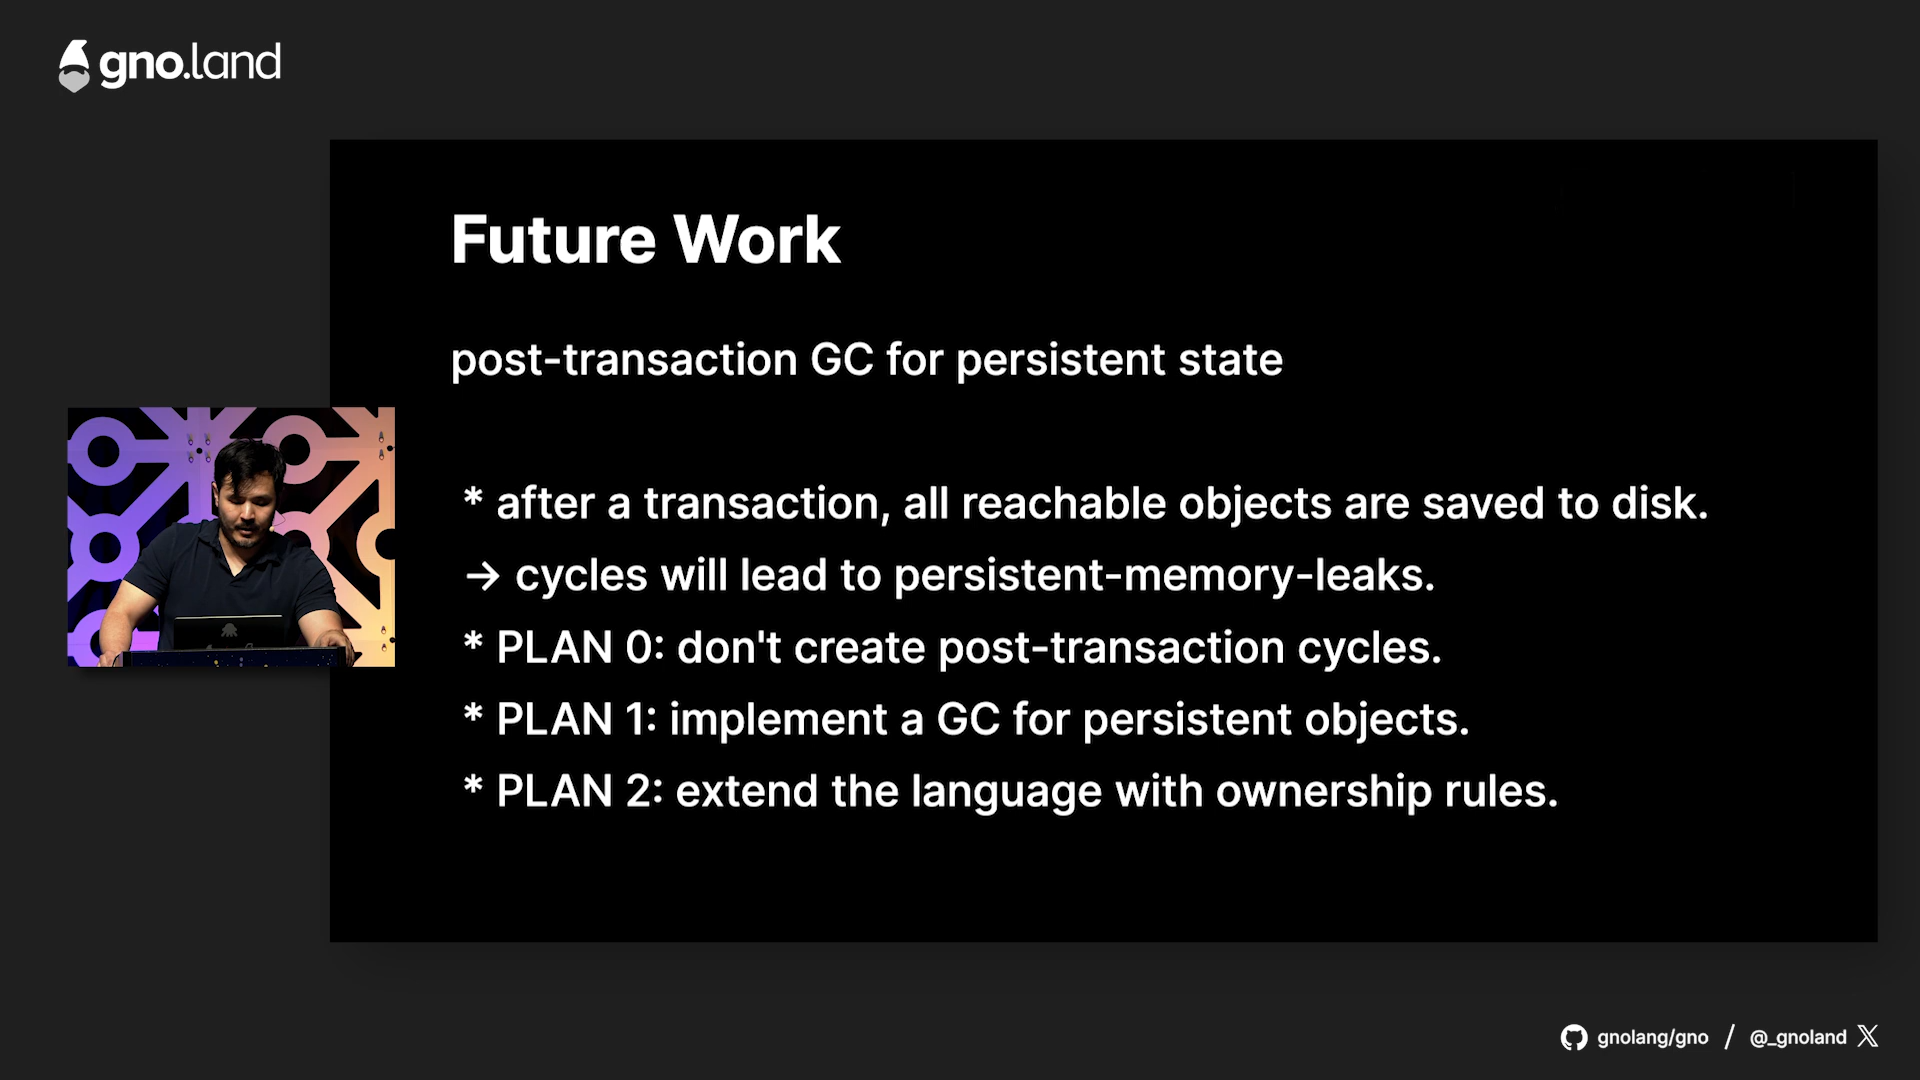 gno.land
Future Work
post-transaction GC for persistent state
* after a transaction, all reachable objects are saved to disk.
→ cycles will lead to persistent-memory-leaks.
* PLAN 0: don't create post-transaction cycles.
* PLAN 1: implement a GC for persistent objects.
* PLAN 2: extend the language with ownership rules.
gnolang/gno / @_gnoland X